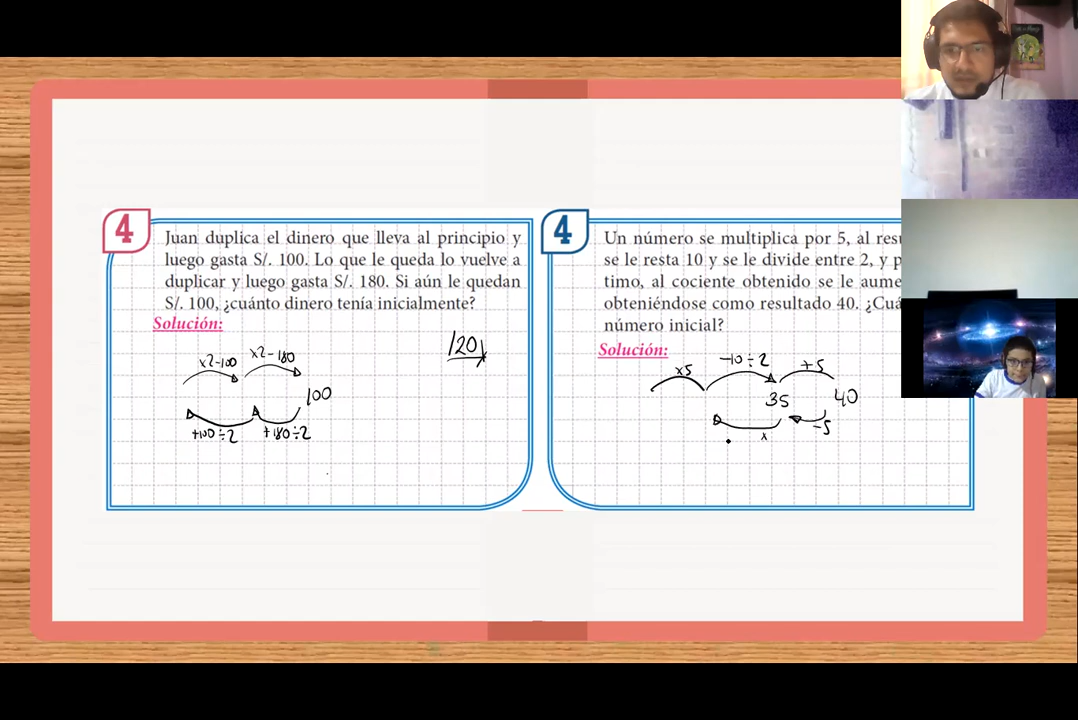 4
Juan duplica el dinero que lleva al principio y
luego gasta S/. 100. Lo que le queda lo vuelve a
duplicar y luego gasta S/. 180. Si aún le quedan
S/. 100, ¿cuánto dinero tenía inicialmente?
Solución:
x2-100 x2-180
100
+100÷2 +180÷2
120
4
Un número se multiplica por 5, al res
se le resta 10 y se le divide entre 2, y p
timo, al cociente obtenido se le aume
obteniéndose como resultado 40. ¿Cuá
número inicial?
Solución:
x5 -10÷2 +5
35 40
x -5